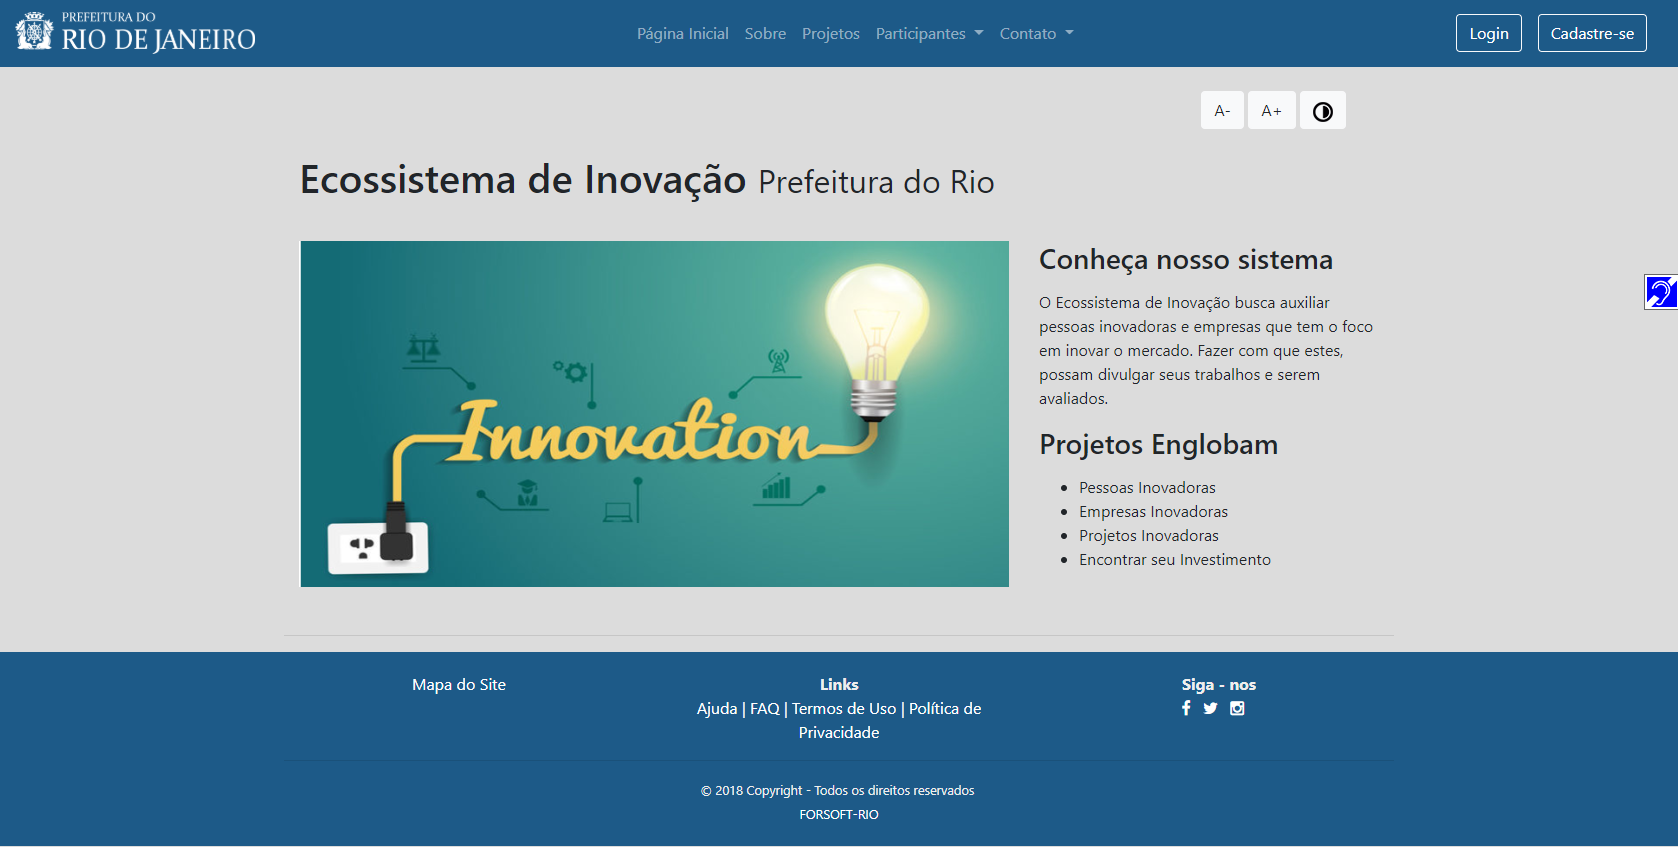 PREFEITURA DO
RIO DE JANEIRO
Página Inicial Sobre Projetos Participantes Contato
Login Cadastre-se
A- A+
Ecossistema de Inovação Prefeitura do Rio
Innovation
Conheça nosso sistema
O Ecossistema de Inovação busca auxiliar
pessoas inovadoras e empresas que tem o foco
em inovar o mercado. Fazer com que estes,
possam divulgar seus trabalhos e serem
avaliados.
Projetos Englobam
Pessoas Inovadoras
Empresas Inovadoras
Projetos Inovadoras
Encontrar seu Investimento
Mapa do Site
Links
Ajuda | FAQ | Termos de Uso | Política de
Privacidade
Siga - nos
© 2018 Copyright - Todos os direitos reservados
FORSOFT-RIO